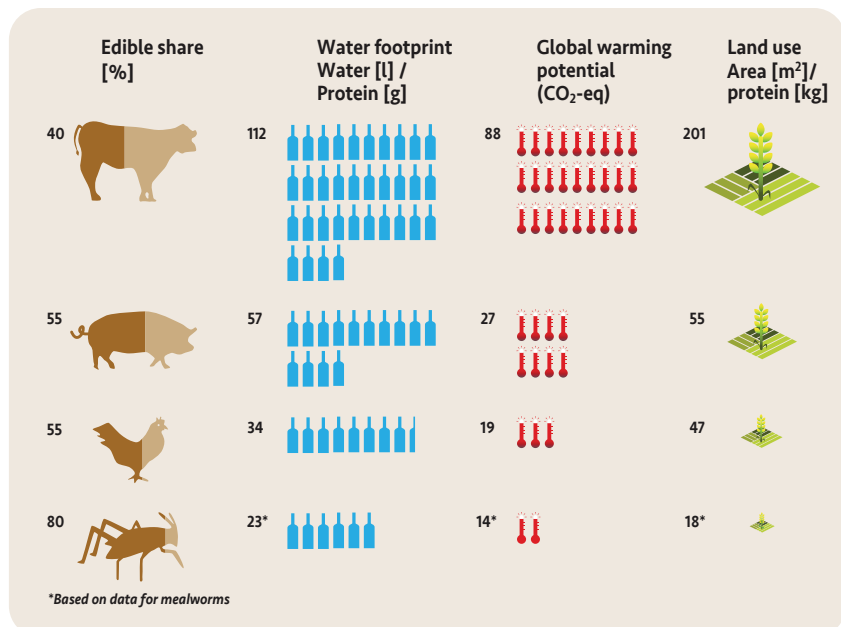 Edible share
[%]
Water footprint
Water [l] /
Protein [g]
Global warming
potential
(CO₂-eq)
Land use
Area [m²]/
protein [kg]
40
112
88
201
55
57
27
55
55
34
19
47
80
23*
14*
18*
*Based on data for mealworms